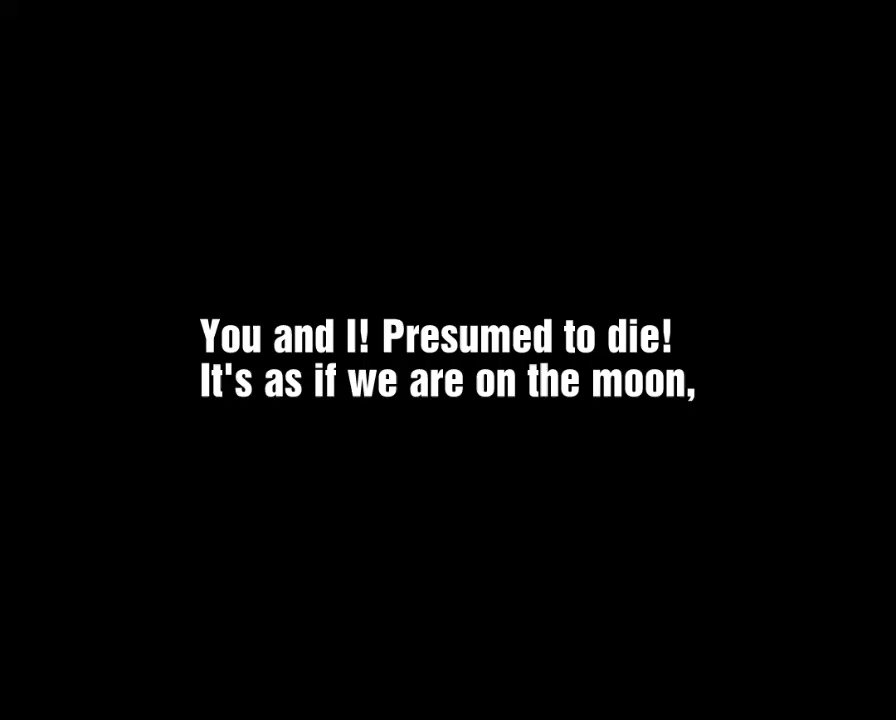 You and I! Presumed to die!
It's as if we are on the moon,